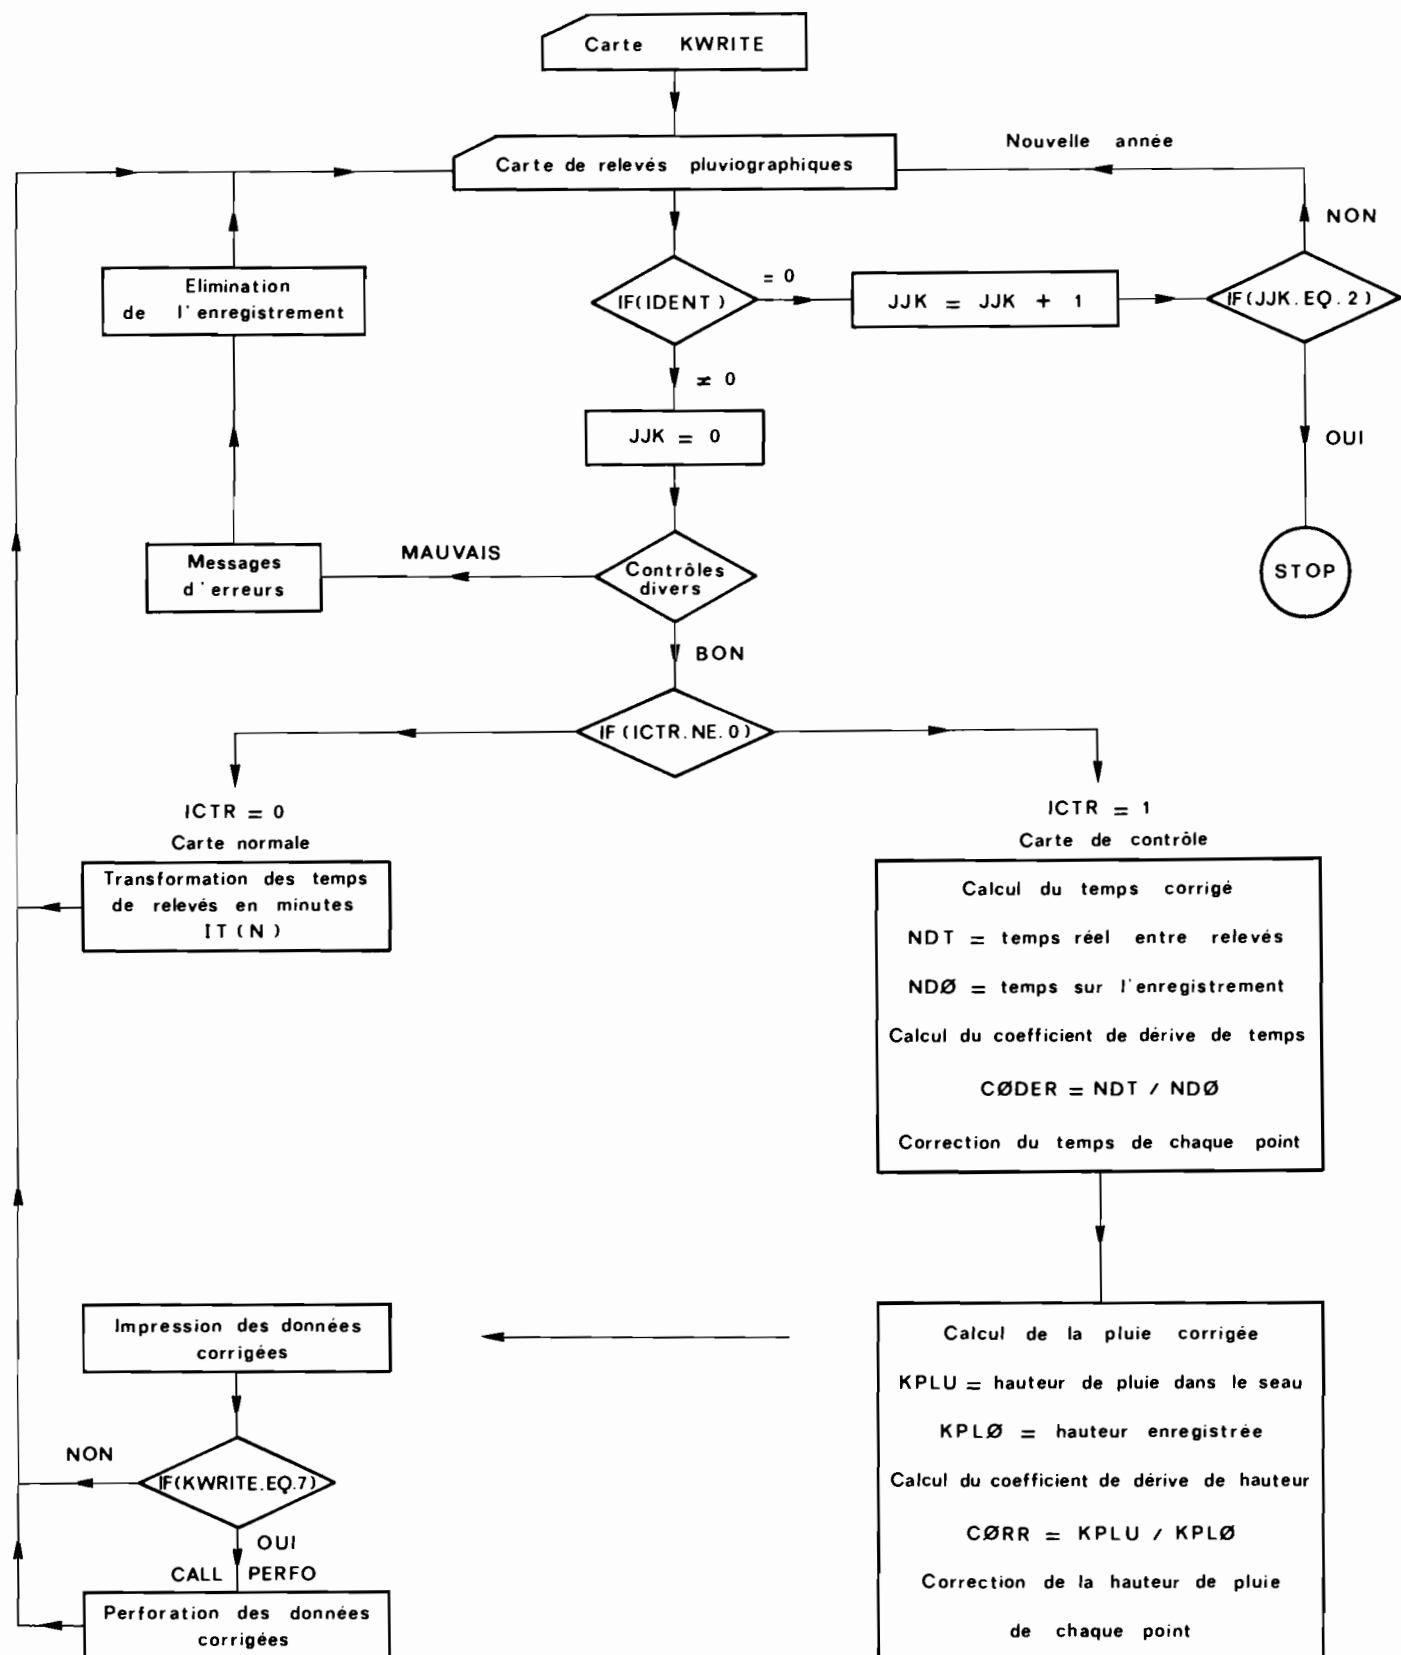 Carte KWRITE
Nouvelle année
Carte de relevés pluviographiques
NON
Elimination
de l'enregistrement
IF(IDENT)
= 0
JJK = JJK + 1
IF(JJK.EQ.2)
≠ 0
JJK = 0
OUI
MAUVAIS
Messages
d'erreurs
Contrôles
divers
STOP
BON
IF(ICTR.NE.0)
ICTR = 0
Carte normale
Transformation des temps
de relevés en minutes
IT(N)
ICTR = 1
Carte de contrôle
Calcul du temps corrigé
NDT = temps réel entre relevés
NDØ = temps sur l'enregistrement
Calcul du coefficient de dérive de temps
CØDER = NDT / NDØ
Correction du temps de chaque point
Impression des données
corrigées
NON
IF(KWRITE.EQ.7)
OUI
CALL PERFO
Perforation des données
corrigées
Calcul de la pluie corrigée
KPLU = hauteur de pluie dans le seau
KPLØ = hauteur enregistrée
Calcul du coefficient de dérive de hauteur
CØRR = KPLU / KPLØ
Correction de la hauteur de pluie
de chaque point